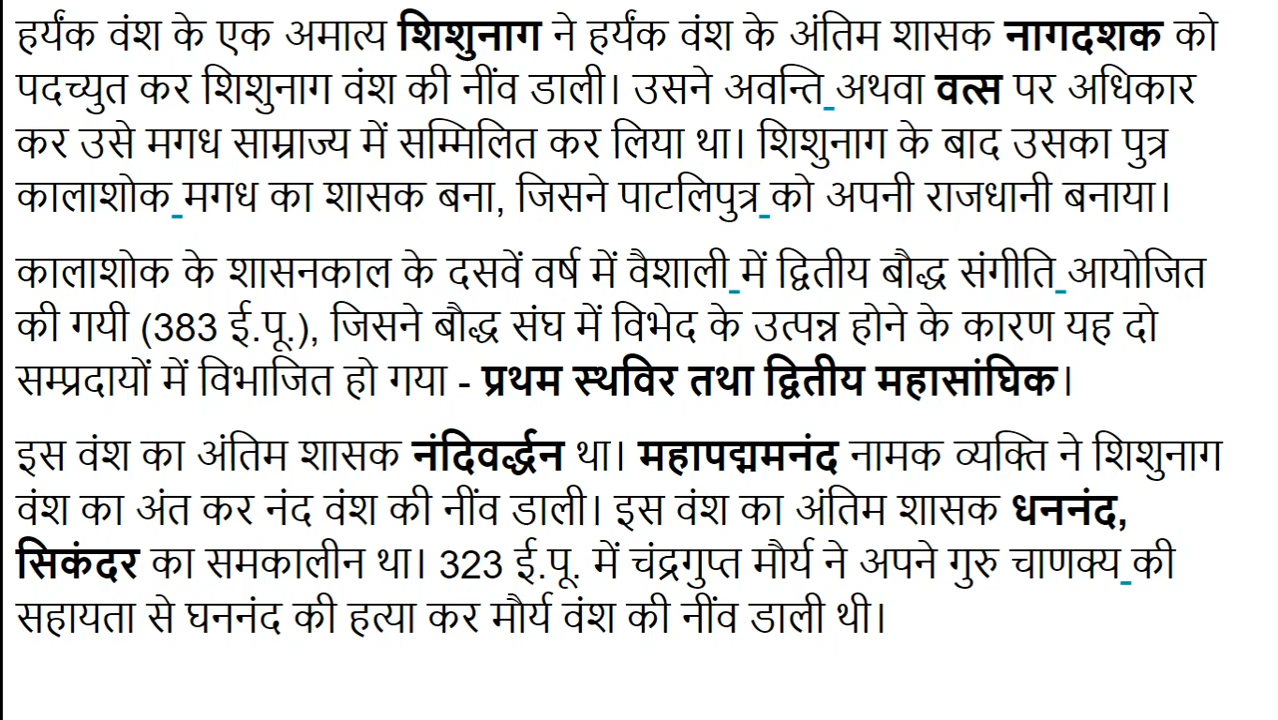 हर्यंक वंश के एक अमात्य शिशुनाग ने हर्यंक वंश के अंतिम शासक नागदशक को
पदच्युत कर शिशुनाग वंश की नींव डाली। उसने अवन्ति अथवा वत्स पर अधिकार
कर उसे मगध साम्राज्य में सम्मिलित कर लिया था। शिशुनाग के बाद उसका पुत्र
कालाशोक मगध का शासक बना, जिसने पाटलिपुत्र को अपनी राजधानी बनाया।
कालाशोक के शासनकाल के दसवें वर्ष में वैशाली में द्वितीय बौद्ध संगीति आयोजित
की गयी (383 ई.पू.), जिसने बौद्ध संघ में विभेद के उत्पन्न होने के कारण यह दो
सम्प्रदायों में विभाजित हो गया - प्रथम स्थविर तथा द्वितीय महासांघिक।
इस वंश का अंतिम शासक नंदिवर्द्धन था। महापद्ममनंद नामक व्यक्ति ने शिशुनाग
वंश का अंत कर नंद वंश की नींव डाली। इस वंश का अंतिम शासक धननंद,
सिकंदर का समकालीन था। 323 ई.पू. में चंद्रगुप्त मौर्य ने अपने गुरु चाणक्य की
सहायता से घननंद की हत्या कर मौर्य वंश की नींव डाली थी।